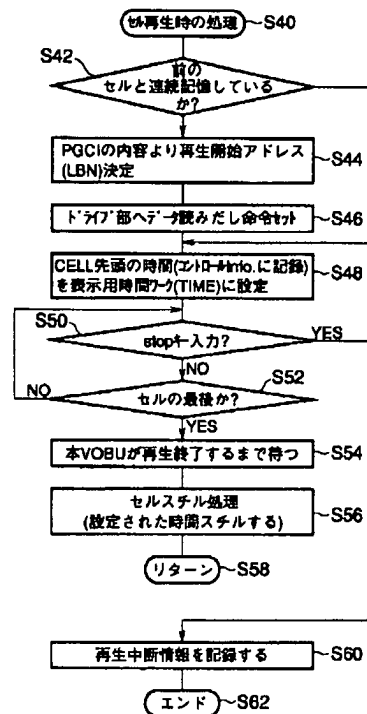 セル再生時の処理
S40
S42
前の
セルと連続記憶している
か?
PGCIの内容より再生開始アドレス
(LBN)決定
S44
ドライブ部へデータ読みだし命令セット
S46
CELL先頭の時間(コントロールInfo.に記録)
を表示用時間ワーク(TIME)に設定
S48
S50
stopキー入力?
YES
NO
S52
セルの最後か?
NO
YES
本VOBUが再生終了するまで待つ
S54
セルスチル処理
(設定された時間スチルする)
S56
リターン
S58
再生中断情報を記録する
S60
エンド
S62